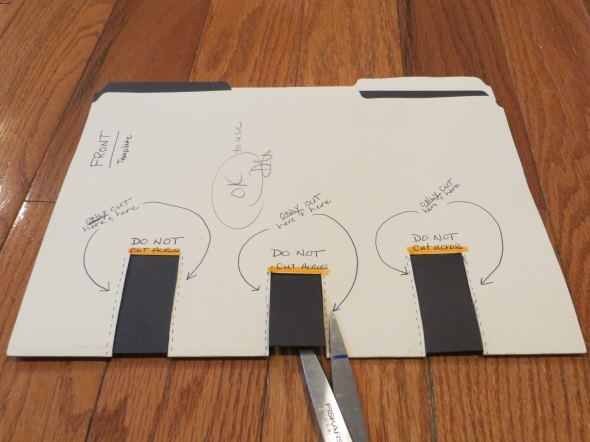 FRONT
Template
OK
to use
ONLY CUT
here & here
DO NOT
CUT ACROSS
ONLY CUT
here & here
DO NOT
CUT ACROSS
ONLY CUT
here & here
DO NOT
CUT ACROSS
FISKARS